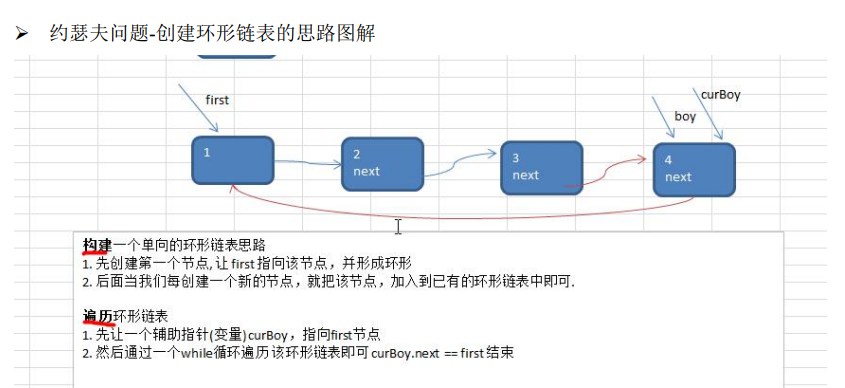 ➢ 约瑟夫问题-创建环形链表的思路图解
first
curBoy
boy
1
2
next
3
next
4
next
构建一个单向的环形链表思路
1. 先创建第一个节点, 让 first 指向该节点，并形成环形
2. 后面当我们每创建一个新的节点，就把该节点，加入到已有的环形链表中即可.
遍历环形链表
1. 先让一个辅助指针(变量) curBoy，指向first节点
2. 然后通过一个while循环遍历 该环形链表即可 curBoy.next == first 结束